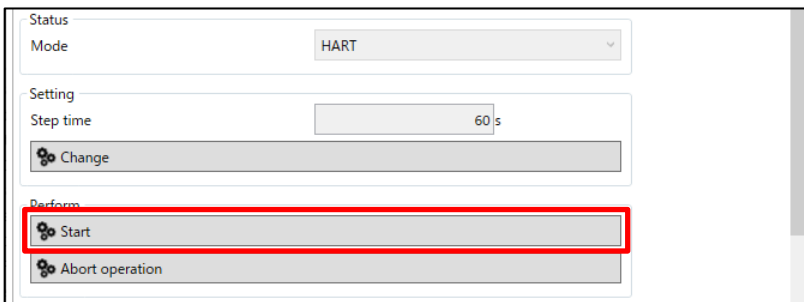 Status
Mode HART
Setting
Step time 60 s
Change
Perform
Start
Abort operation